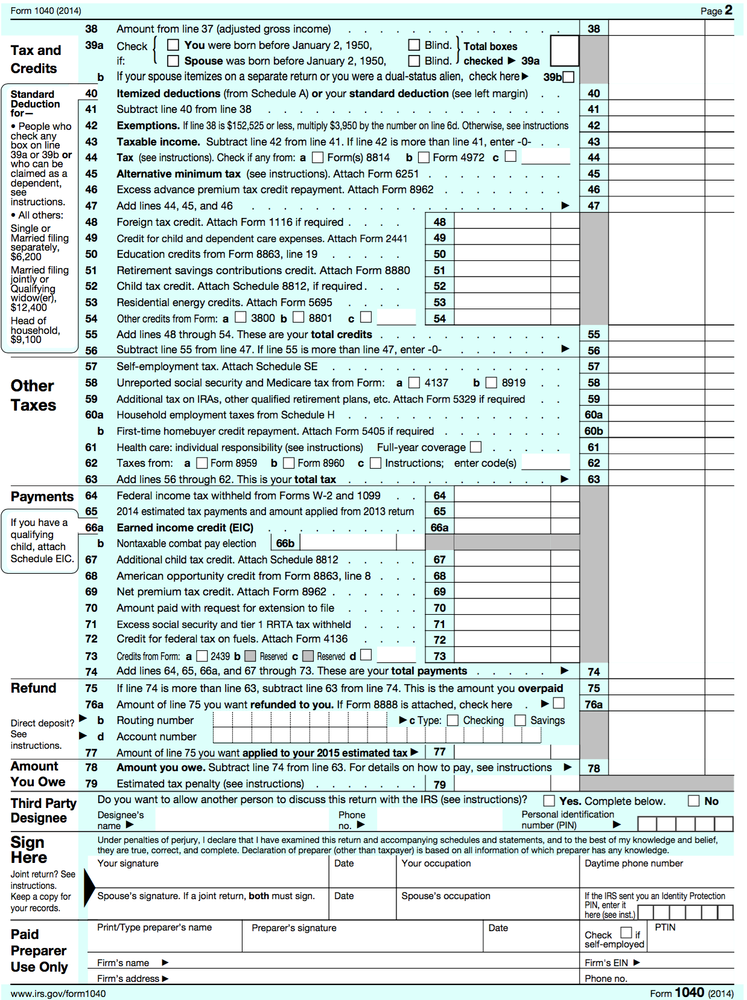 Form 1040 (2014) Page 2
38 Amount from line 37 (adjusted gross income) 38
Tax and Credits
39a Check if: You were born before January 2, 1950, Blind. Total boxes
Spouse was born before January 2, 1950, Blind. checked ▶ 39a
b If your spouse itemizes on a separate return or you were a dual-status alien, check here ▶ 39b
Standard
Deduction
for—
• People who
check any
box on line
39a or 39b or
who can be
claimed as a
dependent,
see
instructions.
• All others:
Single or
Married filing
separately,
$6,200
Married filing
jointly or
Qualifying
widow(er),
$12,400
Head of
household,
$9,100
40 Itemized deductions (from Schedule A) or your standard deduction (see left margin) 40
41 Subtract line 40 from line 38 41
42 Exemptions. If line 38 is $152,525 or less, multiply $3,950 by the number on line 6d. Otherwise, see instructions 42
43 Taxable income. Subtract line 42 from line 41. If line 42 is more than line 41, enter -0- 43
44 Tax (see instructions). Check if any from: a Form(s) 8814 b Form 4972 c 44
45 Alternative minimum tax (see instructions). Attach Form 6251 45
46 Excess advance premium tax credit repayment. Attach Form 8962 46
47 Add lines 44, 45, and 46 ▶ 47
48 Foreign tax credit. Attach Form 1116 if required 48
49 Credit for child and dependent care expenses. Attach Form 2441 49
50 Education credits from Form 8863, line 19 50
51 Retirement savings contributions credit. Attach Form 8880 51
52 Child tax credit. Attach Schedule 8812, if required 52
53 Residential energy credits. Attach Form 5695 53
54 Other credits from Form: a 3800 b 8801 c 54
55 Add lines 48 through 54. These are your total credits 55
56 Subtract line 55 from line 47. If line 55 is more than line 47, enter -0- ▶ 56
Other
Taxes
57 Self-employment tax. Attach Schedule SE 57
58 Unreported social security and Medicare tax from Form: a 4137 b 8919 58
59 Additional tax on IRAs, other qualified retirement plans, etc. Attach Form 5329 if required 59
60a Household employment taxes from Schedule H 60a
b First-time homebuyer credit repayment. Attach Form 5405 if required 60b
61 Health care: individual responsibility (see instructions) Full-year coverage 61
62 Taxes from: a Form 8959 b Form 8960 c Instructions; enter code(s) 62
63 Add lines 56 through 62. This is your total tax ▶ 63
Payments
64 Federal income tax withheld from Forms W-2 and 1099 64
65 2014 estimated tax payments and amount applied from 2013 return 65
If you have a
qualifying
child, attach
Schedule EIC.
66a Earned income credit (EIC) 66a
b Nontaxable combat pay election 66b
67 Additional child tax credit. Attach Schedule 8812 67
68 American opportunity credit from Form 8863, line 8 68
69 Net premium tax credit. Attach Form 8962 69
70 Amount paid with request for extension to file 70
71 Excess social security and tier 1 RRTA tax withheld 71
72 Credit for federal tax on fuels. Attach Form 4136 72
73 Credits from Form: a 2439 b Reserved c Reserved d 73
74 Add lines 64, 65, 66a, and 67 through 73. These are your total payments ▶ 74
Refund
75 If line 74 is more than line 63, subtract line 63 from line 74. This is the amount you overpaid 75
76a Amount of line 75 you want refunded to you. If Form 8888 is attached, check here ▶ 76a
Direct deposit?
See
instructions.
▶ b Routing number ▶ c Type: Checking Savings
▶ d Account number
77 Amount of line 75 you want applied to your 2015 estimated tax ▶ 77
Amount
You Owe
78 Amount you owe. Subtract line 74 from line 63. For details on how to pay, see instructions ▶ 78
79 Estimated tax penalty (see instructions) 79
Third Party
Designee
Do you want to allow another person to discuss this return with the IRS (see instructions)? Yes. Complete below. No
Designee's name ▶ Phone no. ▶ Personal identification number (PIN) ▶
Sign
Here
Under penalties of perjury, I declare that I have examined this return and accompanying schedules and statements, and to the best of my knowledge and belief,
they are true, correct, and complete. Declaration of preparer (other than taxpayer) is based on all information of which preparer has any knowledge.
Joint return? See
instructions.
Keep a copy for
your records.
Your signature Date Your occupation Daytime phone number
Spouse's signature. If a joint return, both must sign. Date Spouse's occupation
If the IRS sent you an Identity Protection
PIN, enter it
here (see inst.)
Paid
Preparer
Use Only
Print/Type preparer's name Preparer's signature Date Check if self-employed PTIN
Firm's name ▶ Firm's EIN ▶
Firm's address ▶ Phone no.
www.irs.gov/form1040 Form 1040 (2014)